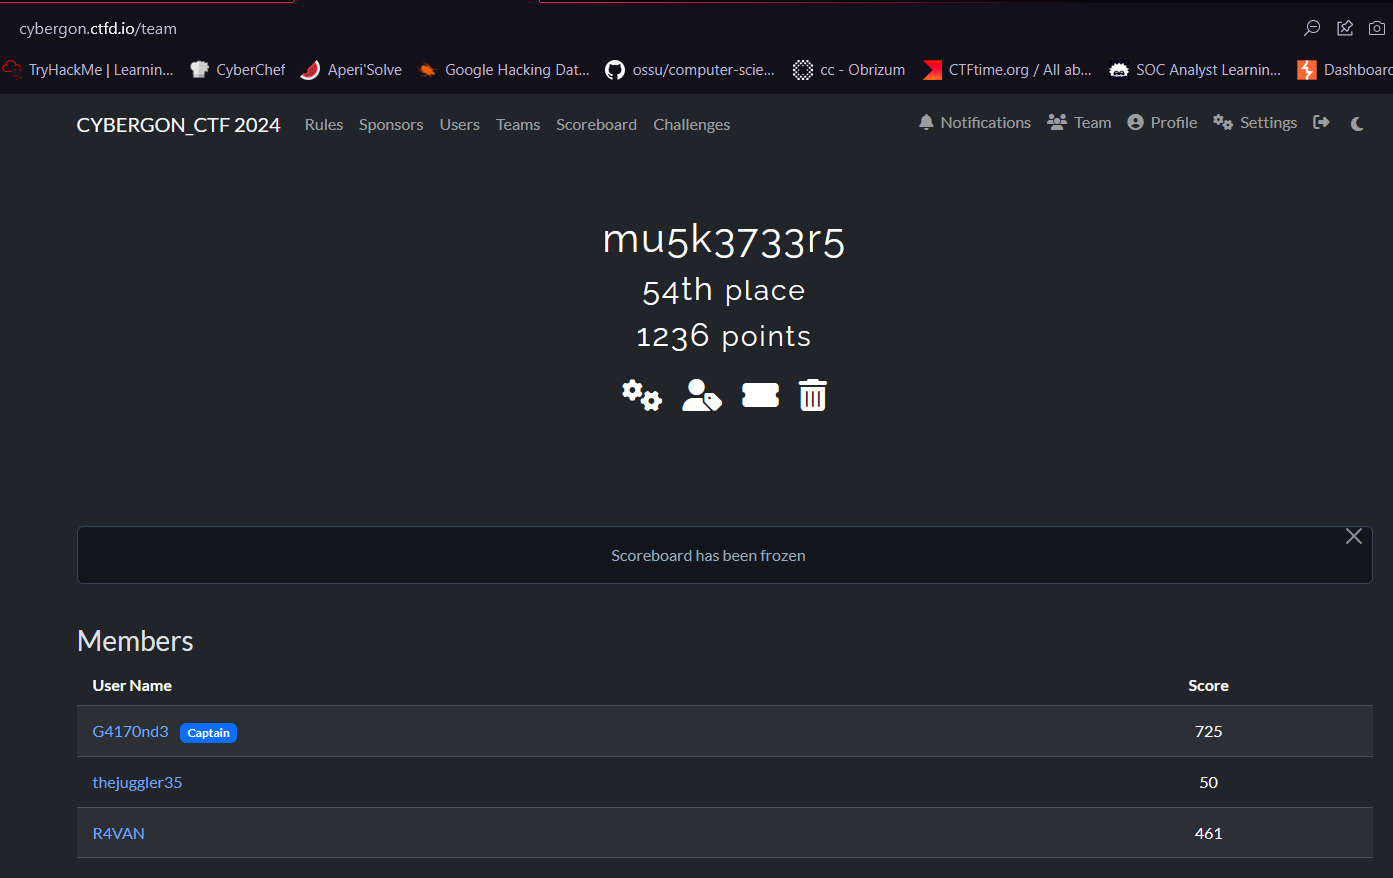 cybergon.ctfd.io/team
TryHackMe | Learnin... CyberChef Aperi'Solve Google Hacking Dat... ossu/computer-scie... cc - Obrizum CTFtime.org / All ab... SOC Analyst Learnin... Dashboard
CYBERGON_CTF 2024 Rules Sponsors Users Teams Scoreboard Challenges Notifications Team Profile Settings
mu5k3733r5
54th place
1236 points
Scoreboard has been frozen
Members
User Name Score
G4170nd3 Captain 725
thejuggler35 50
R4VAN 461